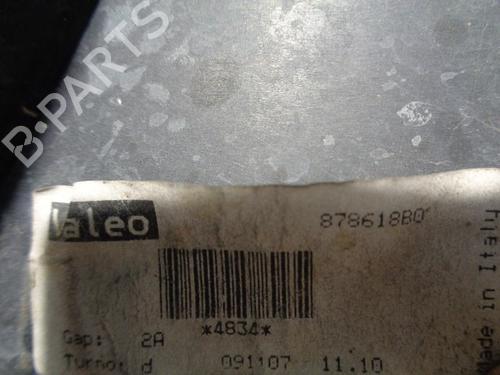 B-PARTS
Valeo
878618B0
*4834*
Gap: 2A
Turno: d 091107 11.10
Made in Italy